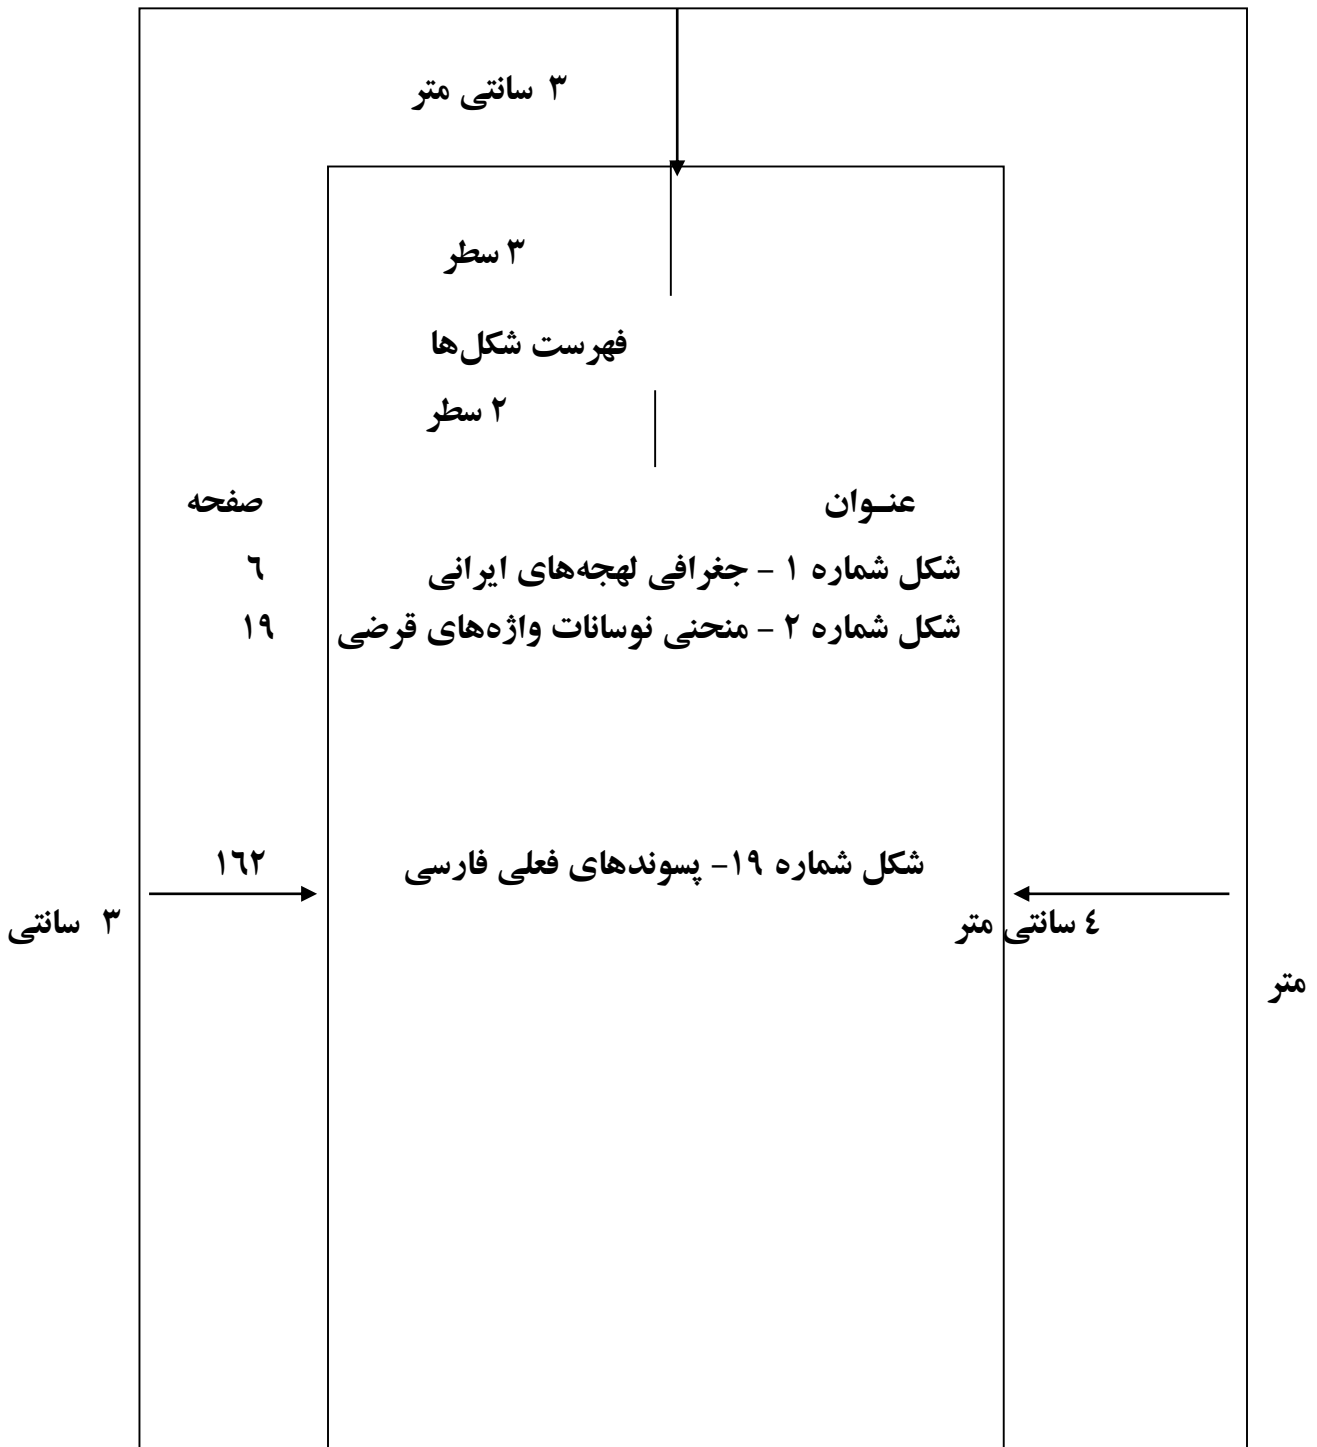 ۳ سانتی متر
۳ سطر
فهرست شکل‌ها
۲ سطر
عنــوان صفحه
شکل شماره ۱ - جغرافی لهجه‌های ایرانی ٦
شکل شماره ۲ - منحنی نوسانات واژه‌های قرضی ۱۹
شکل شماره ۱۹- پسوندهای فعلی فارسی ۱٦۲
٤ سانتی متر ۳ سانتی
متر